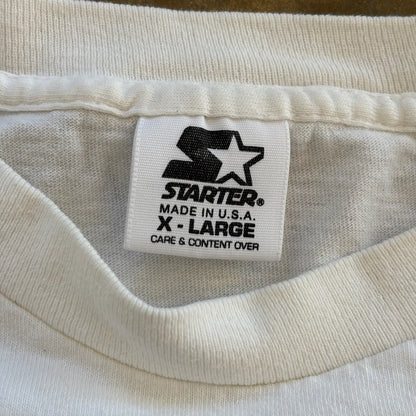 STARTER®
MADE IN U.S.A.
X - LARGE
CARE & CONTENT OVER